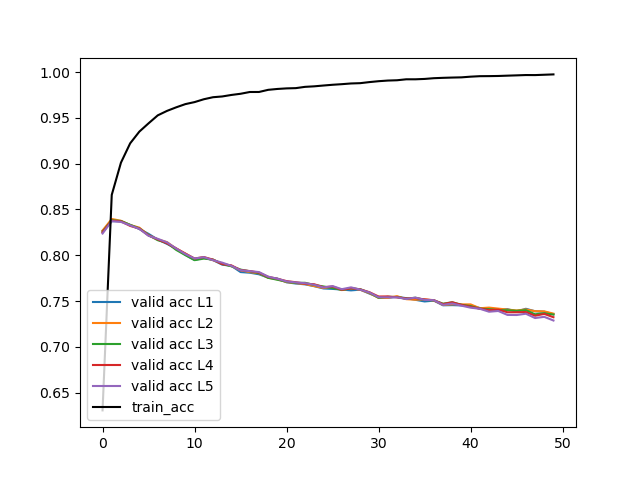 1.00
0.95
0.90
0.85
0.80
0.75
0.70
0.65
valid acc L1
valid acc L2
valid acc L3
valid acc L4
valid acc L5
train_acc
0 10 20 30 40 50